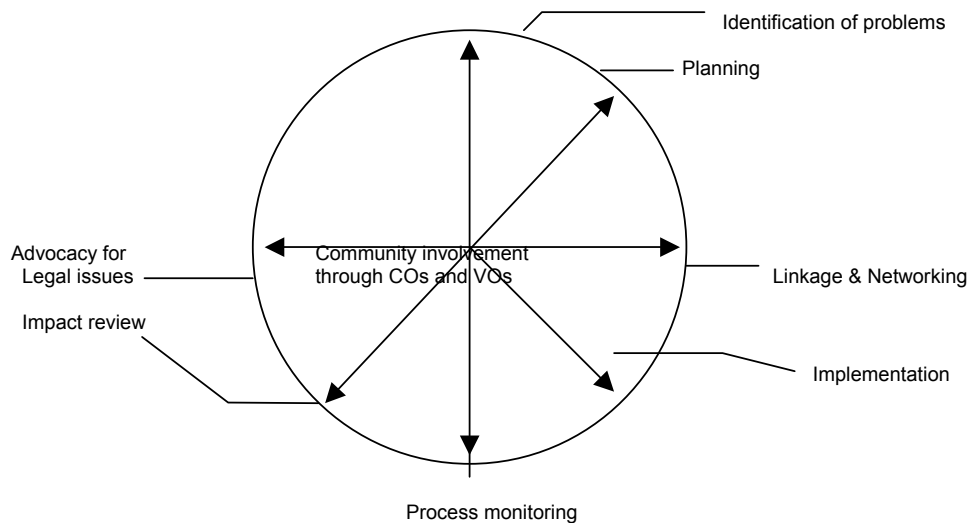 Identification of problems
Planning
Advocacy for
Legal issues
Community involvement
through COs and VOs
Linkage & Networking
Impact review
Implementation
Process monitoring